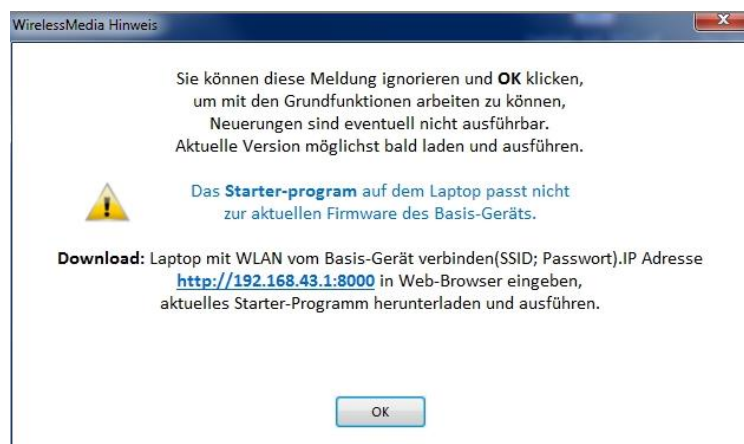 WirelessMedia Hinweis
Sie können diese Meldung ignorieren und OK klicken,
um mit den Grundfunktionen arbeiten zu können,
Neuerungen sind eventuell nicht ausführbar.
Aktuelle Version möglichst bald laden und ausführen.
Das Starter-program auf dem Laptop passt nicht
zur aktuellen Firmware des Basis-Geräts.
Download: Laptop mit WLAN vom Basis-Gerät verbinden(SSID; Passwort).IP Adresse
http://192.168.43.1:8000 in Web-Browser eingeben,
aktuelles Starter-Programm herunterladen und ausführen.
OK